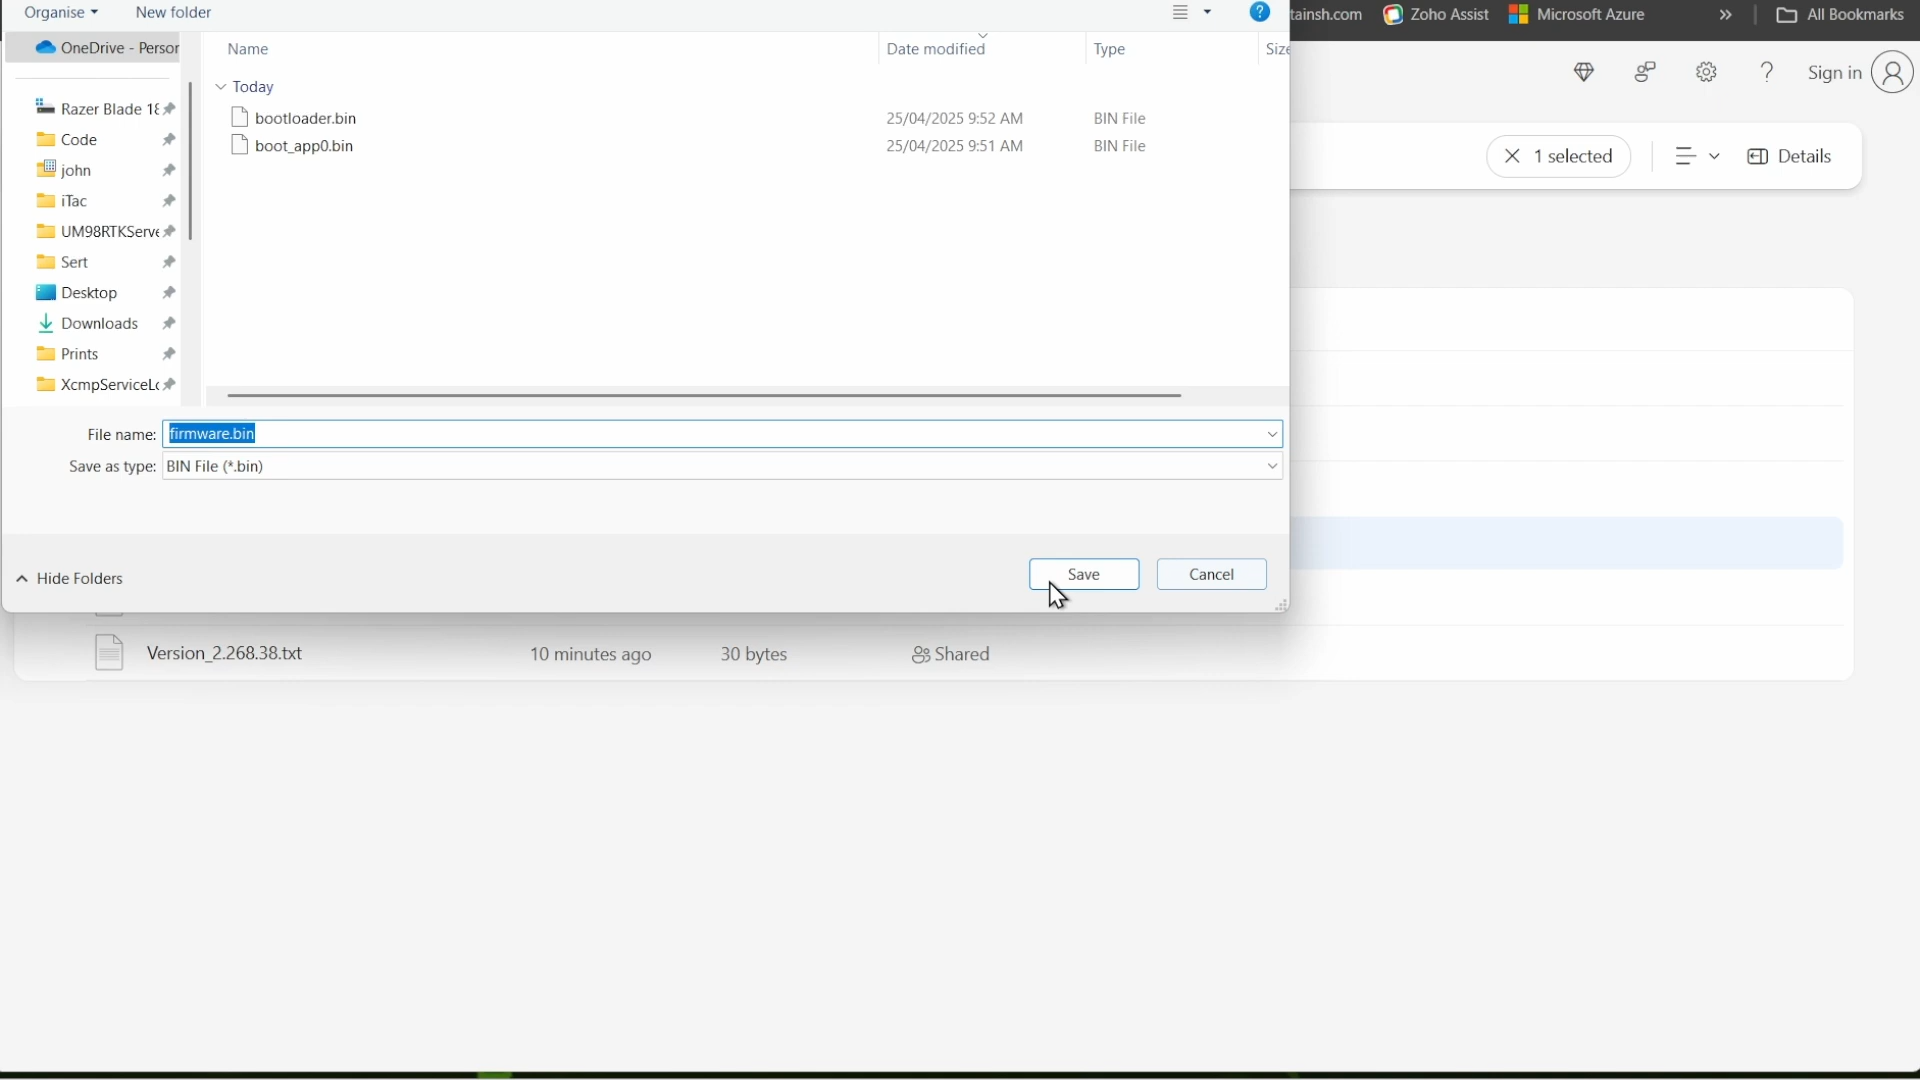 Organise New folder
tainsh.com Zoho Assist Microsoft Azure » All Bookmarks
OneDrive - Persor
Name Date modified Type Size
Sign in
Today
Razer Blade 18
bootloader.bin 25/04/2025 9:52 AM BIN File
Code
boot_app0.bin 25/04/2025 9:51 AM BIN File
1 selected Details
john
iTac
UM98RTKServe
Sert
Desktop
Downloads
Prints
XcmpServiceLo
File name: firmware.bin
Save as type: BIN File (*.bin)
Hide Folders Save Cancel
Version_2.268.38.txt 10 minutes ago 30 bytes Shared